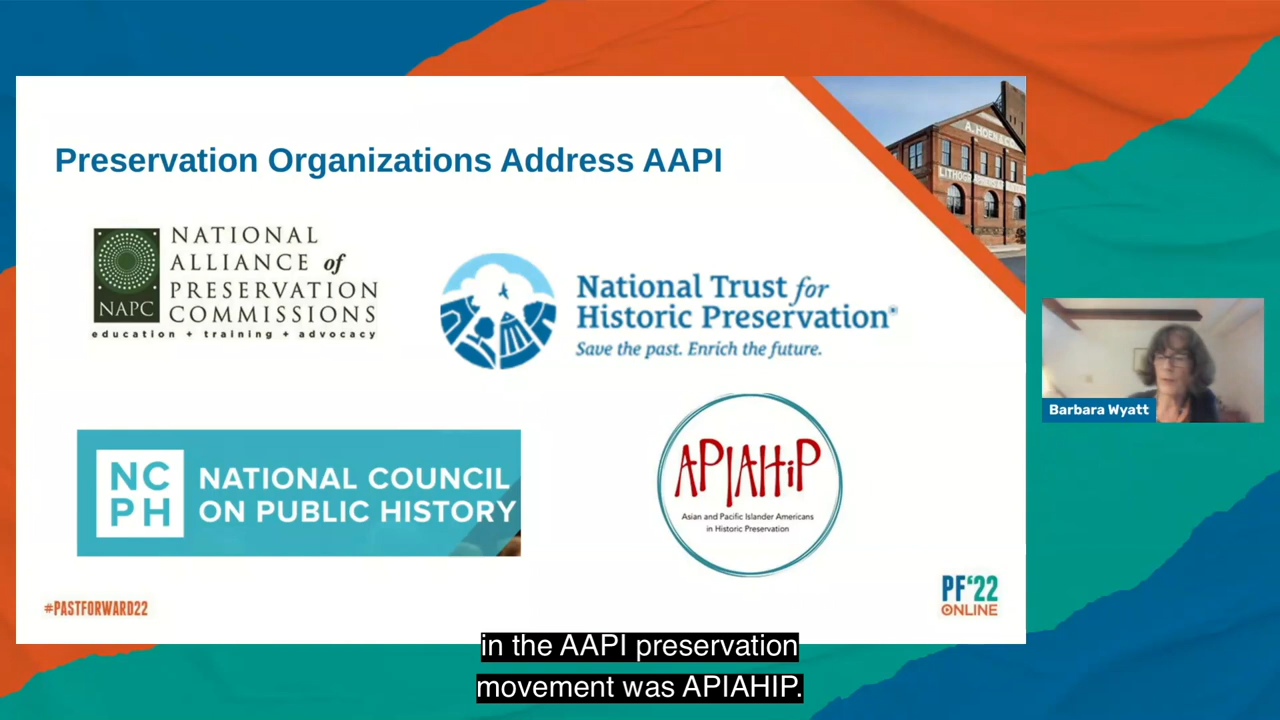 Preservation Organizations Address AAPI
A. HOEN & CO.
NATIONAL
ALLIANCE of
PRESERVATION
COMMISSIONS
NAPC
education + training + advocacy
National Trust for
Historic Preservation®
Save the past. Enrich the future.
NC
PH
NATIONAL COUNCIL
ON PUBLIC HISTORY
APIAHiP
Asian and Pacific Islander Americans
in Historic Preservation
Barbara Wyatt
#PASTFORWARD22
PF'22
ONLINE
in the AAPI preservation
movement was APIAHIP.